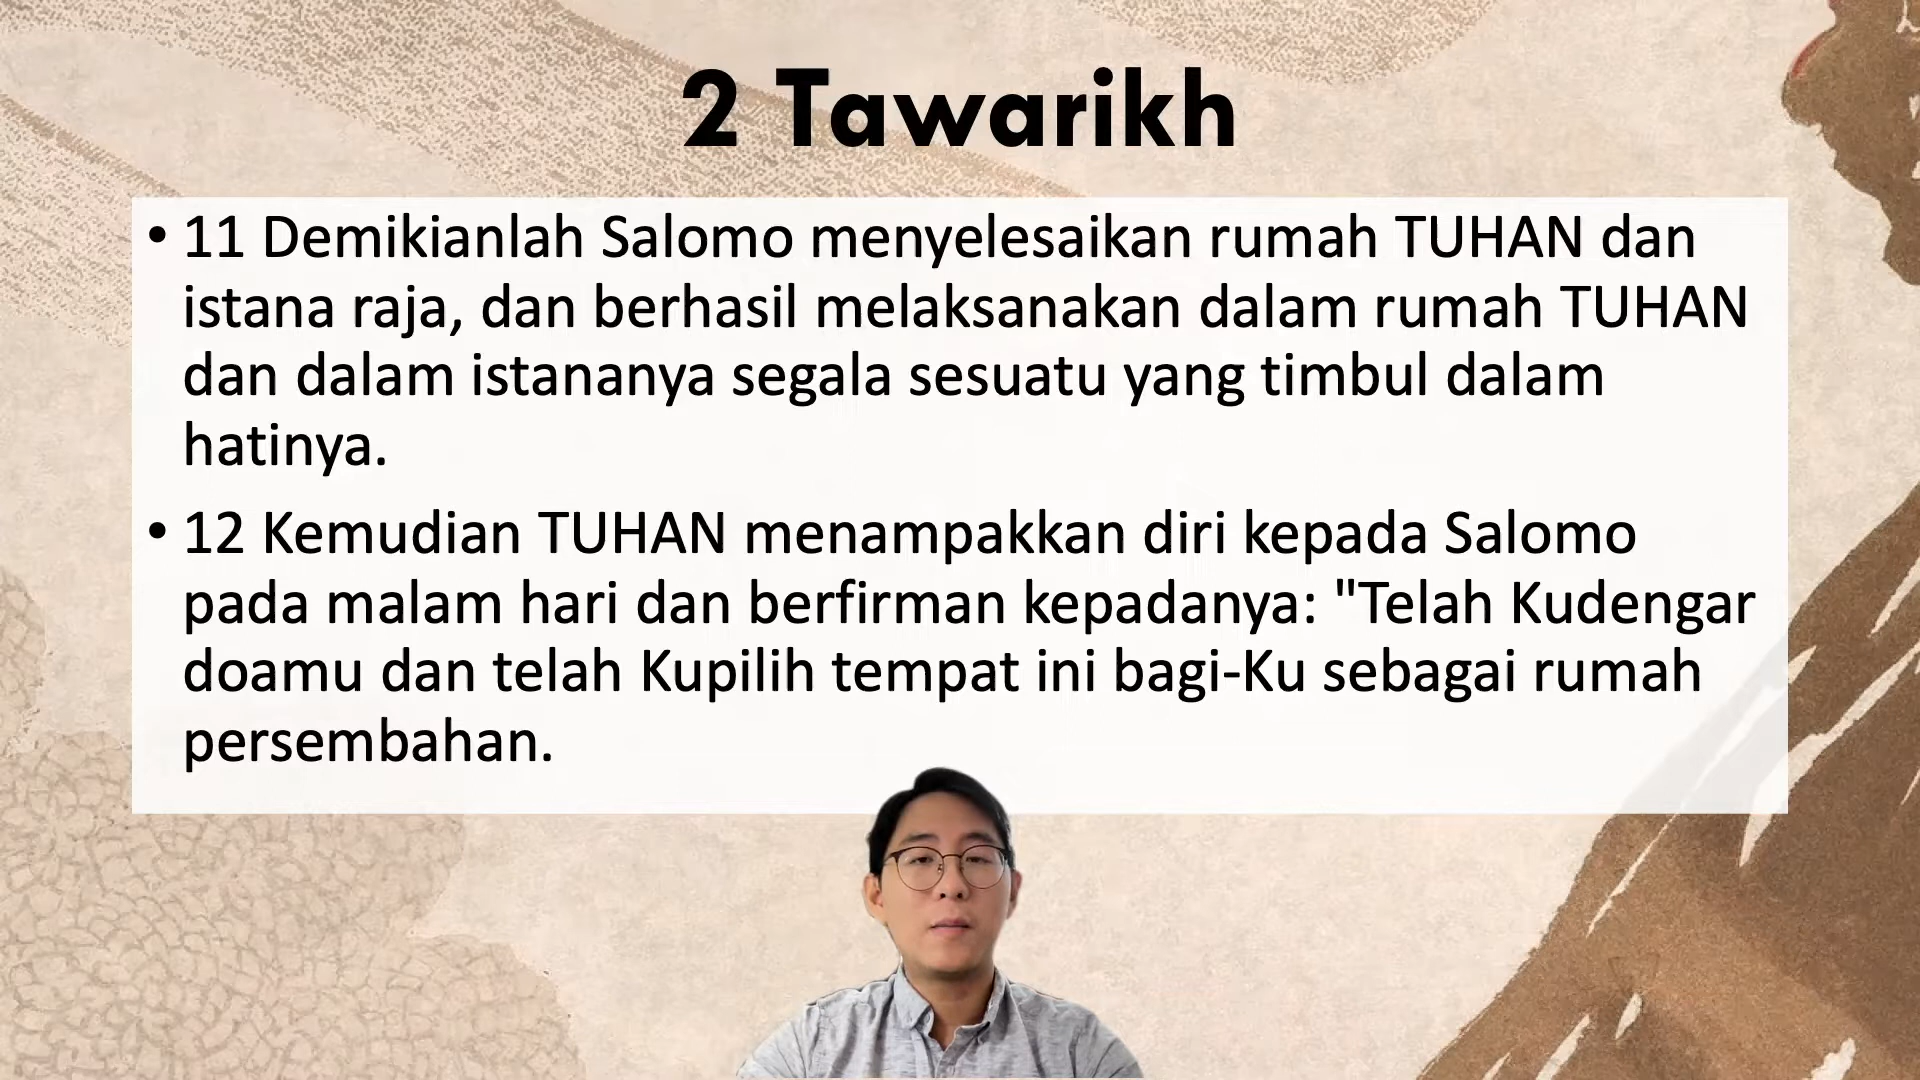 2 Tawarikh
• 11 Demikianlah Salomo menyelesaikan rumah TUHAN dan
istana raja, dan berhasil melaksanakan dalam rumah TUHAN
dan dalam istananya segala sesuatu yang timbul dalam
hatinya.
• 12 Kemudian TUHAN menampakkan diri kepada Salomo
pada malam hari dan berfirman kepadanya: "Telah Kudengar
doamu dan telah Kupilih tempat ini bagi-Ku sebagai rumah
persembahan.